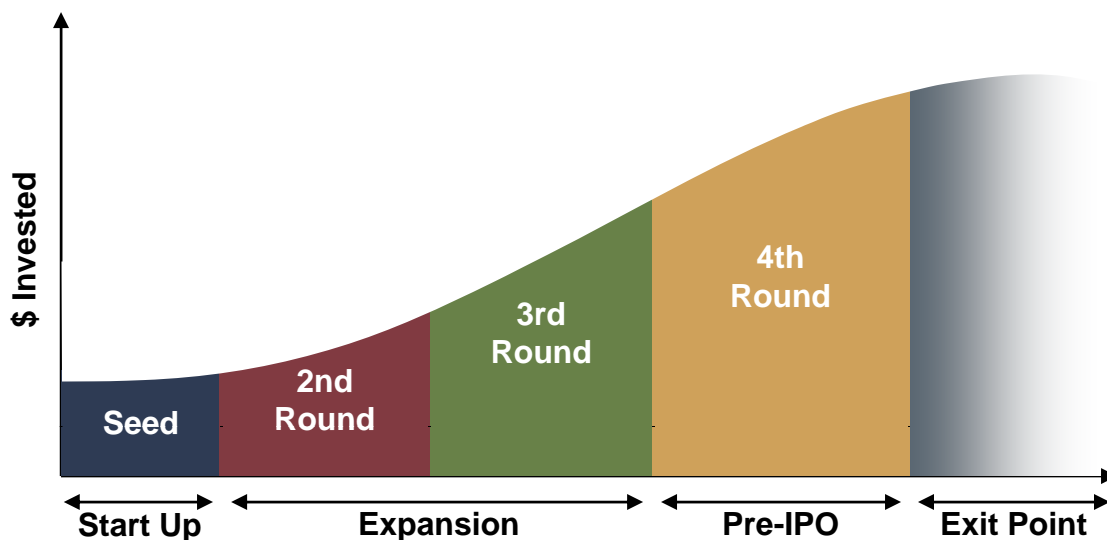 $ Invested
Seed
2nd
Round
3rd
Round
4th
Round
Start Up
Expansion
Pre-IPO
Exit Point